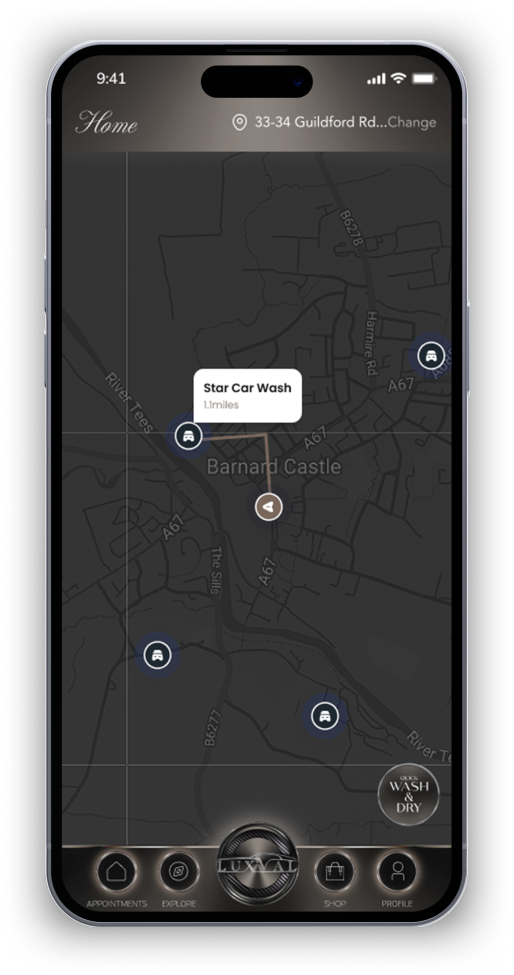 9:41
Home
33-34 Guildford Rd...Change
B6278
Harmire Rd
A67
River Tees
Star Car Wash
1.1miles
A67
Barnard Castle
A67
The Sills
A67
B6277
River Te
QUICK
WASH
&
DRY
LUXVAL
APPOINTMENTS
EXPLORE
SHOP
PROFILE